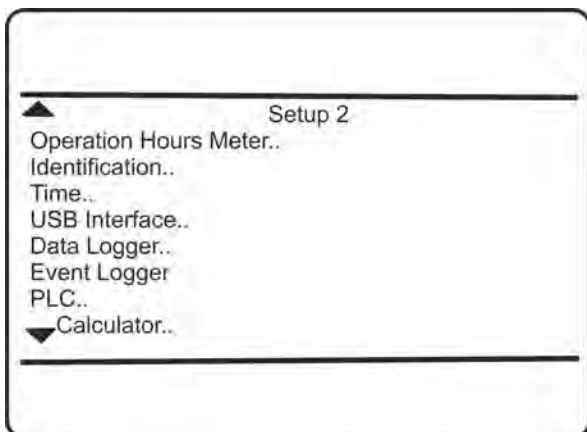 Setup 2
Operation Hours Meter..
Identification..
Time..
USB Interface..
Data Logger..
Event Logger
PLC..
Calculator..